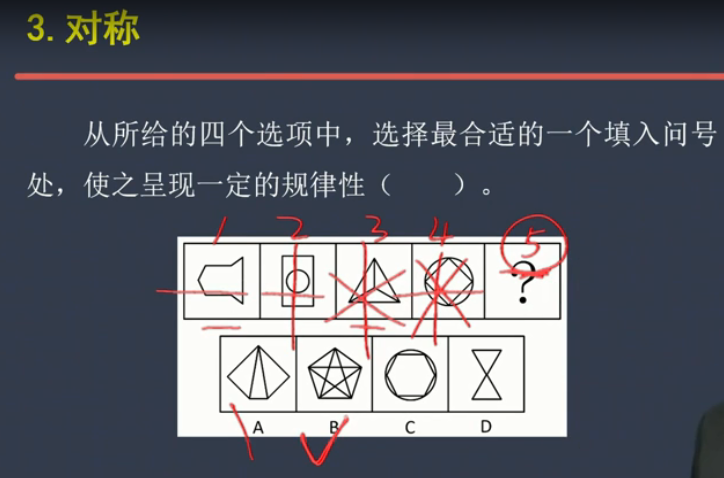 3. 对称
从所给的四个选项中，选择最合适的一个填入问号
处，使之呈现一定的规律性（　　）。
1 2 3 4 5
?
A B C D